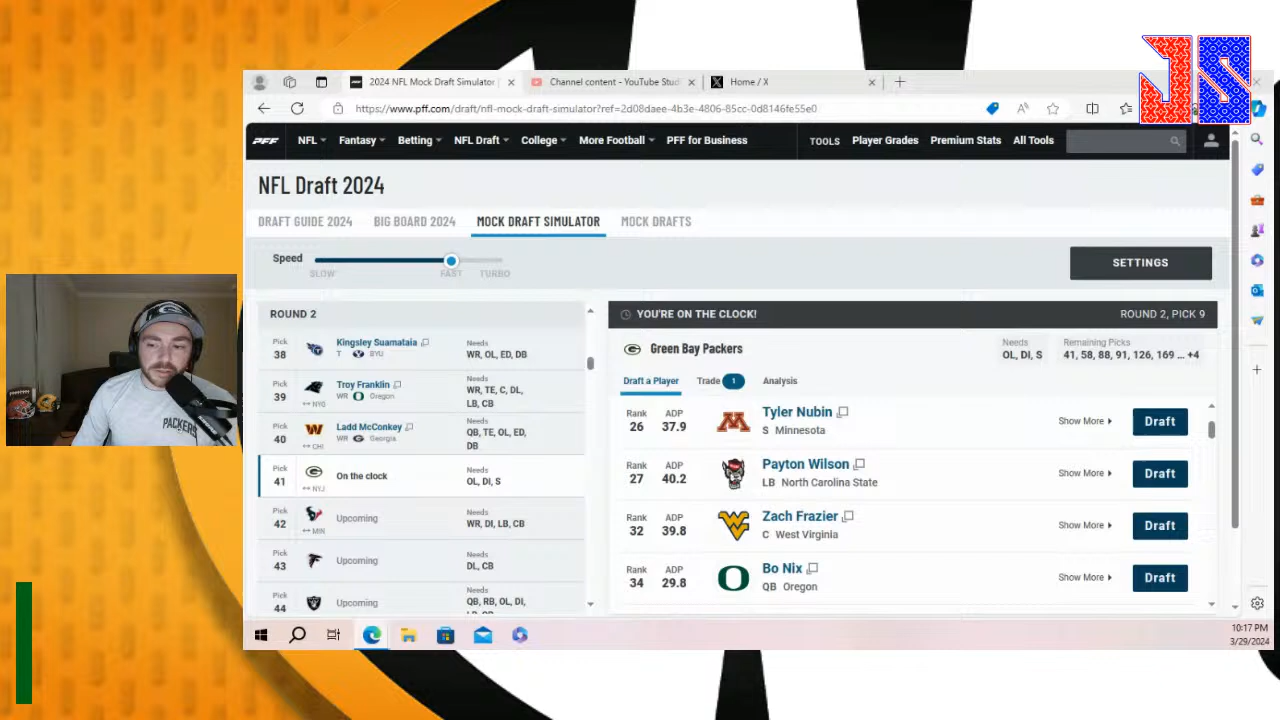 JS
2024 NFL Mock Draft Simulator
Channel content - YouTube Stud
Home / X
https://www.pff.com/draft/nfl-mock-draft-simulator?ref=2d08daee-4b3e-4806-85cc-0d8146fe55e0
PFF NFL Fantasy Betting NFL Draft College More Football PFF for Business TOOLS Player Grades Premium Stats All Tools
NFL Draft 2024
DRAFT GUIDE 2024 BIG BOARD 2024 MOCK DRAFT SIMULATOR MOCK DRAFTS
Speed
SLOW FAST TURBO
SETTINGS
ROUND 2
Pick 38 Kingsley Suamataia T BYU Needs WR, OL, ED, DB
Pick 39 NYG Troy Franklin WR Oregon Needs WR, TE, C, DL, LB, CB
Pick 40 CHI Ladd McConkey WR Georgia Needs QB, TE, OL, ED, DB
Pick 41 NYJ On the clock Needs OL, DI, S
Pick 42 MIN Upcoming Needs WR, DI, LB, CB
Pick 43 Upcoming Needs DL, CB
Pick 44 Upcoming Needs QB, RB, OL, DI,
YOU'RE ON THE CLOCK! ROUND 2, PICK 9
Green Bay Packers
Needs OL, DI, S
Remaining Picks 41, 58, 88, 91, 126, 169 ... +4
Draft a Player Trade 1 Analysis
Rank 26 ADP 37.9 Tyler Nubin S Minnesota Show More Draft
Rank 27 ADP 40.2 Payton Wilson LB North Carolina State Show More Draft
Rank 32 ADP 39.8 Zach Frazier C West Virginia Show More Draft
Rank 34 ADP 29.8 Bo Nix QB Oregon Show More Draft
PACKERS
10:17 PM
3/29/2024